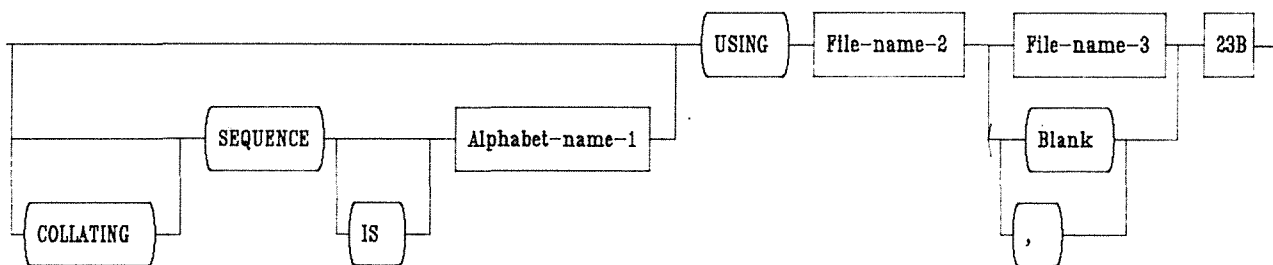 USING File-name-2 File-name-3 23B
SEQUENCE Alphabet-name-1 Blank
COLLATING IS ,